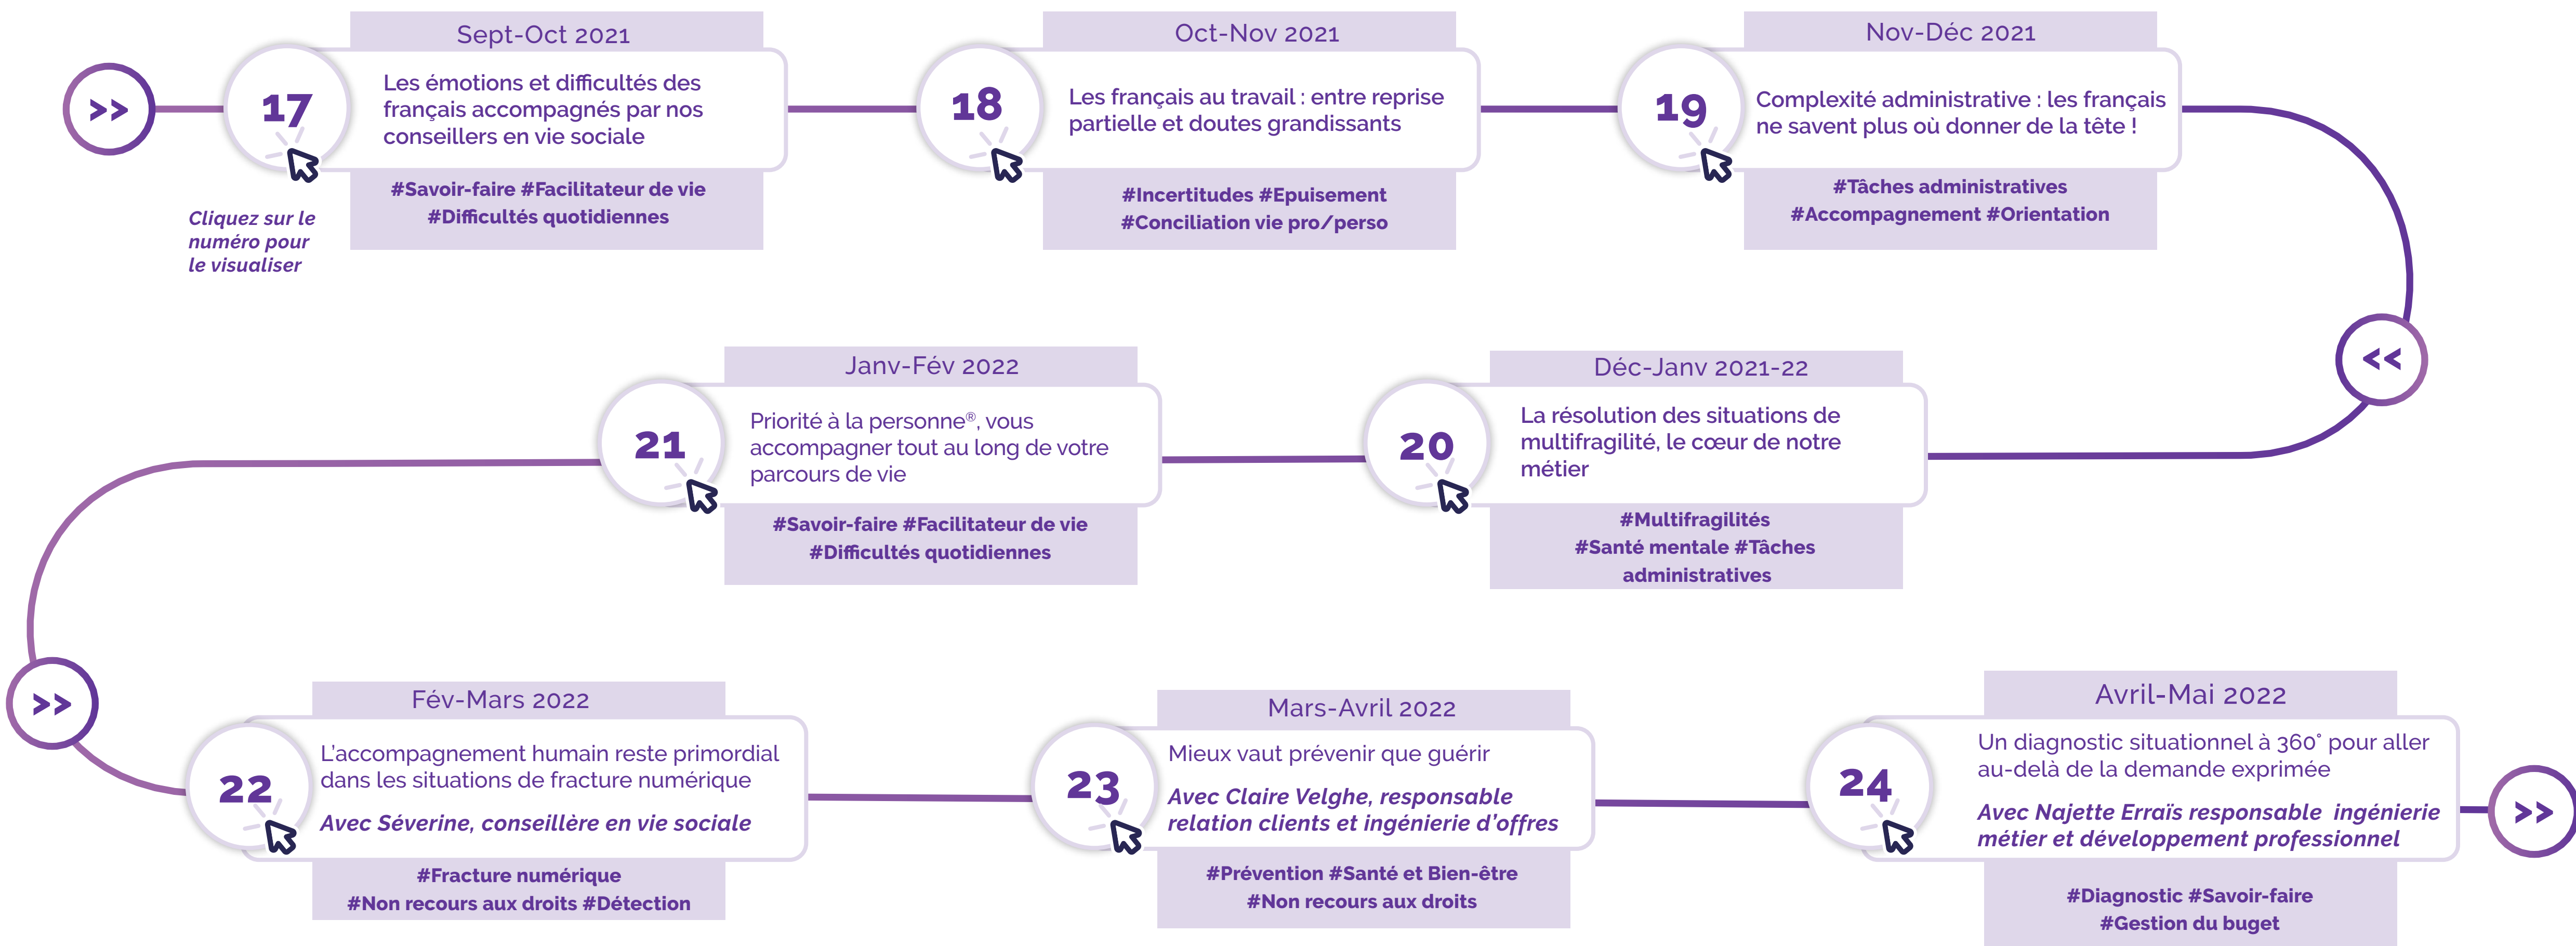 >>
Sept-Oct 2021
17
Les émotions et difficultés des
français accompagnés par nos
conseillers en vie sociale
#Savoir-faire #Facilitateur de vie
#Difficultés quotidiennes
Cliquez sur le
numéro pour
le visualiser
Oct-Nov 2021
18
Les français au travail : entre reprise
partielle et doutes grandissants
#Incertitudes #Epuisement
#Conciliation vie pro/perso
Nov-Déc 2021
19
Complexité administrative : les français
ne savent plus où donner de la tête !
#Tâches administratives
#Accompagnement #Orientation
<<
Déc-Janv 2021-22
20
La résolution des situations de
multifragilité, le cœur de notre
métier
#Multifragilités
#Santé mentale #Tâches
administratives
Janv-Fév 2022
21
Priorité à la personne®, vous
accompagner tout au long de votre
parcours de vie
#Savoir-faire #Facilitateur de vie
#Difficultés quotidiennes
>>
Fév-Mars 2022
22
L'accompagnement humain reste primordial
dans les situations de fracture numérique
Avec Séverine, conseillère en vie sociale
#Fracture numérique
#Non recours aux droits #Détection
Mars-Avril 2022
23
Mieux vaut prévenir que guérir
Avec Claire Velghe, responsable
relation clients et ingénierie d'offres
#Prévention #Santé et Bien-être
#Non recours aux droits
Avril-Mai 2022
24
Un diagnostic situationnel à 360° pour aller
au-delà de la demande exprimée
Avec Najette Erraïs responsable ingénierie
métier et développement professionnel
#Diagnostic #Savoir-faire
#Gestion du buget
>>